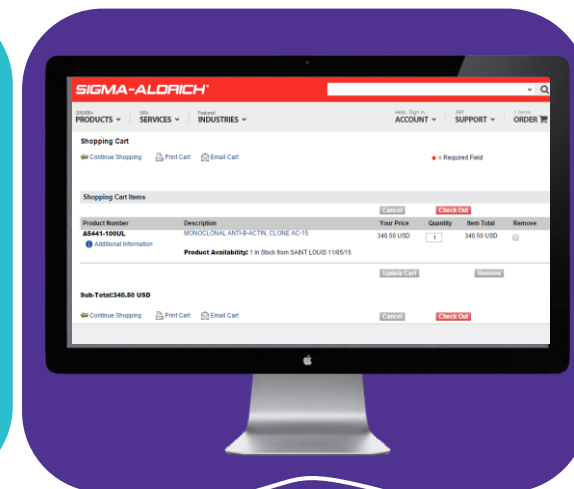 SIGMA-ALDRICH®
PRODUCTS SERVICES INDUSTRIES ACCOUNT SUPPORT ORDER
Shopping Cart
Continue Shopping Print Cart Email Cart ★ = Required Field
Shopping Cart Items
Cancel Check Out
Product Number Description Your Price Quantity Item Total Remove
A5441-100UL MONOCLONAL ANTI-B-ACTIN, CLONE AC-15 340.50 USD 1 340.50 USD
Additional Information
Product Availability: 1 In Stock from SAINT LOUIS 11/05/15
Update Cart Remove
Sub-Total:340.50 USD
Continue Shopping Print Cart Email Cart Cancel Check Out